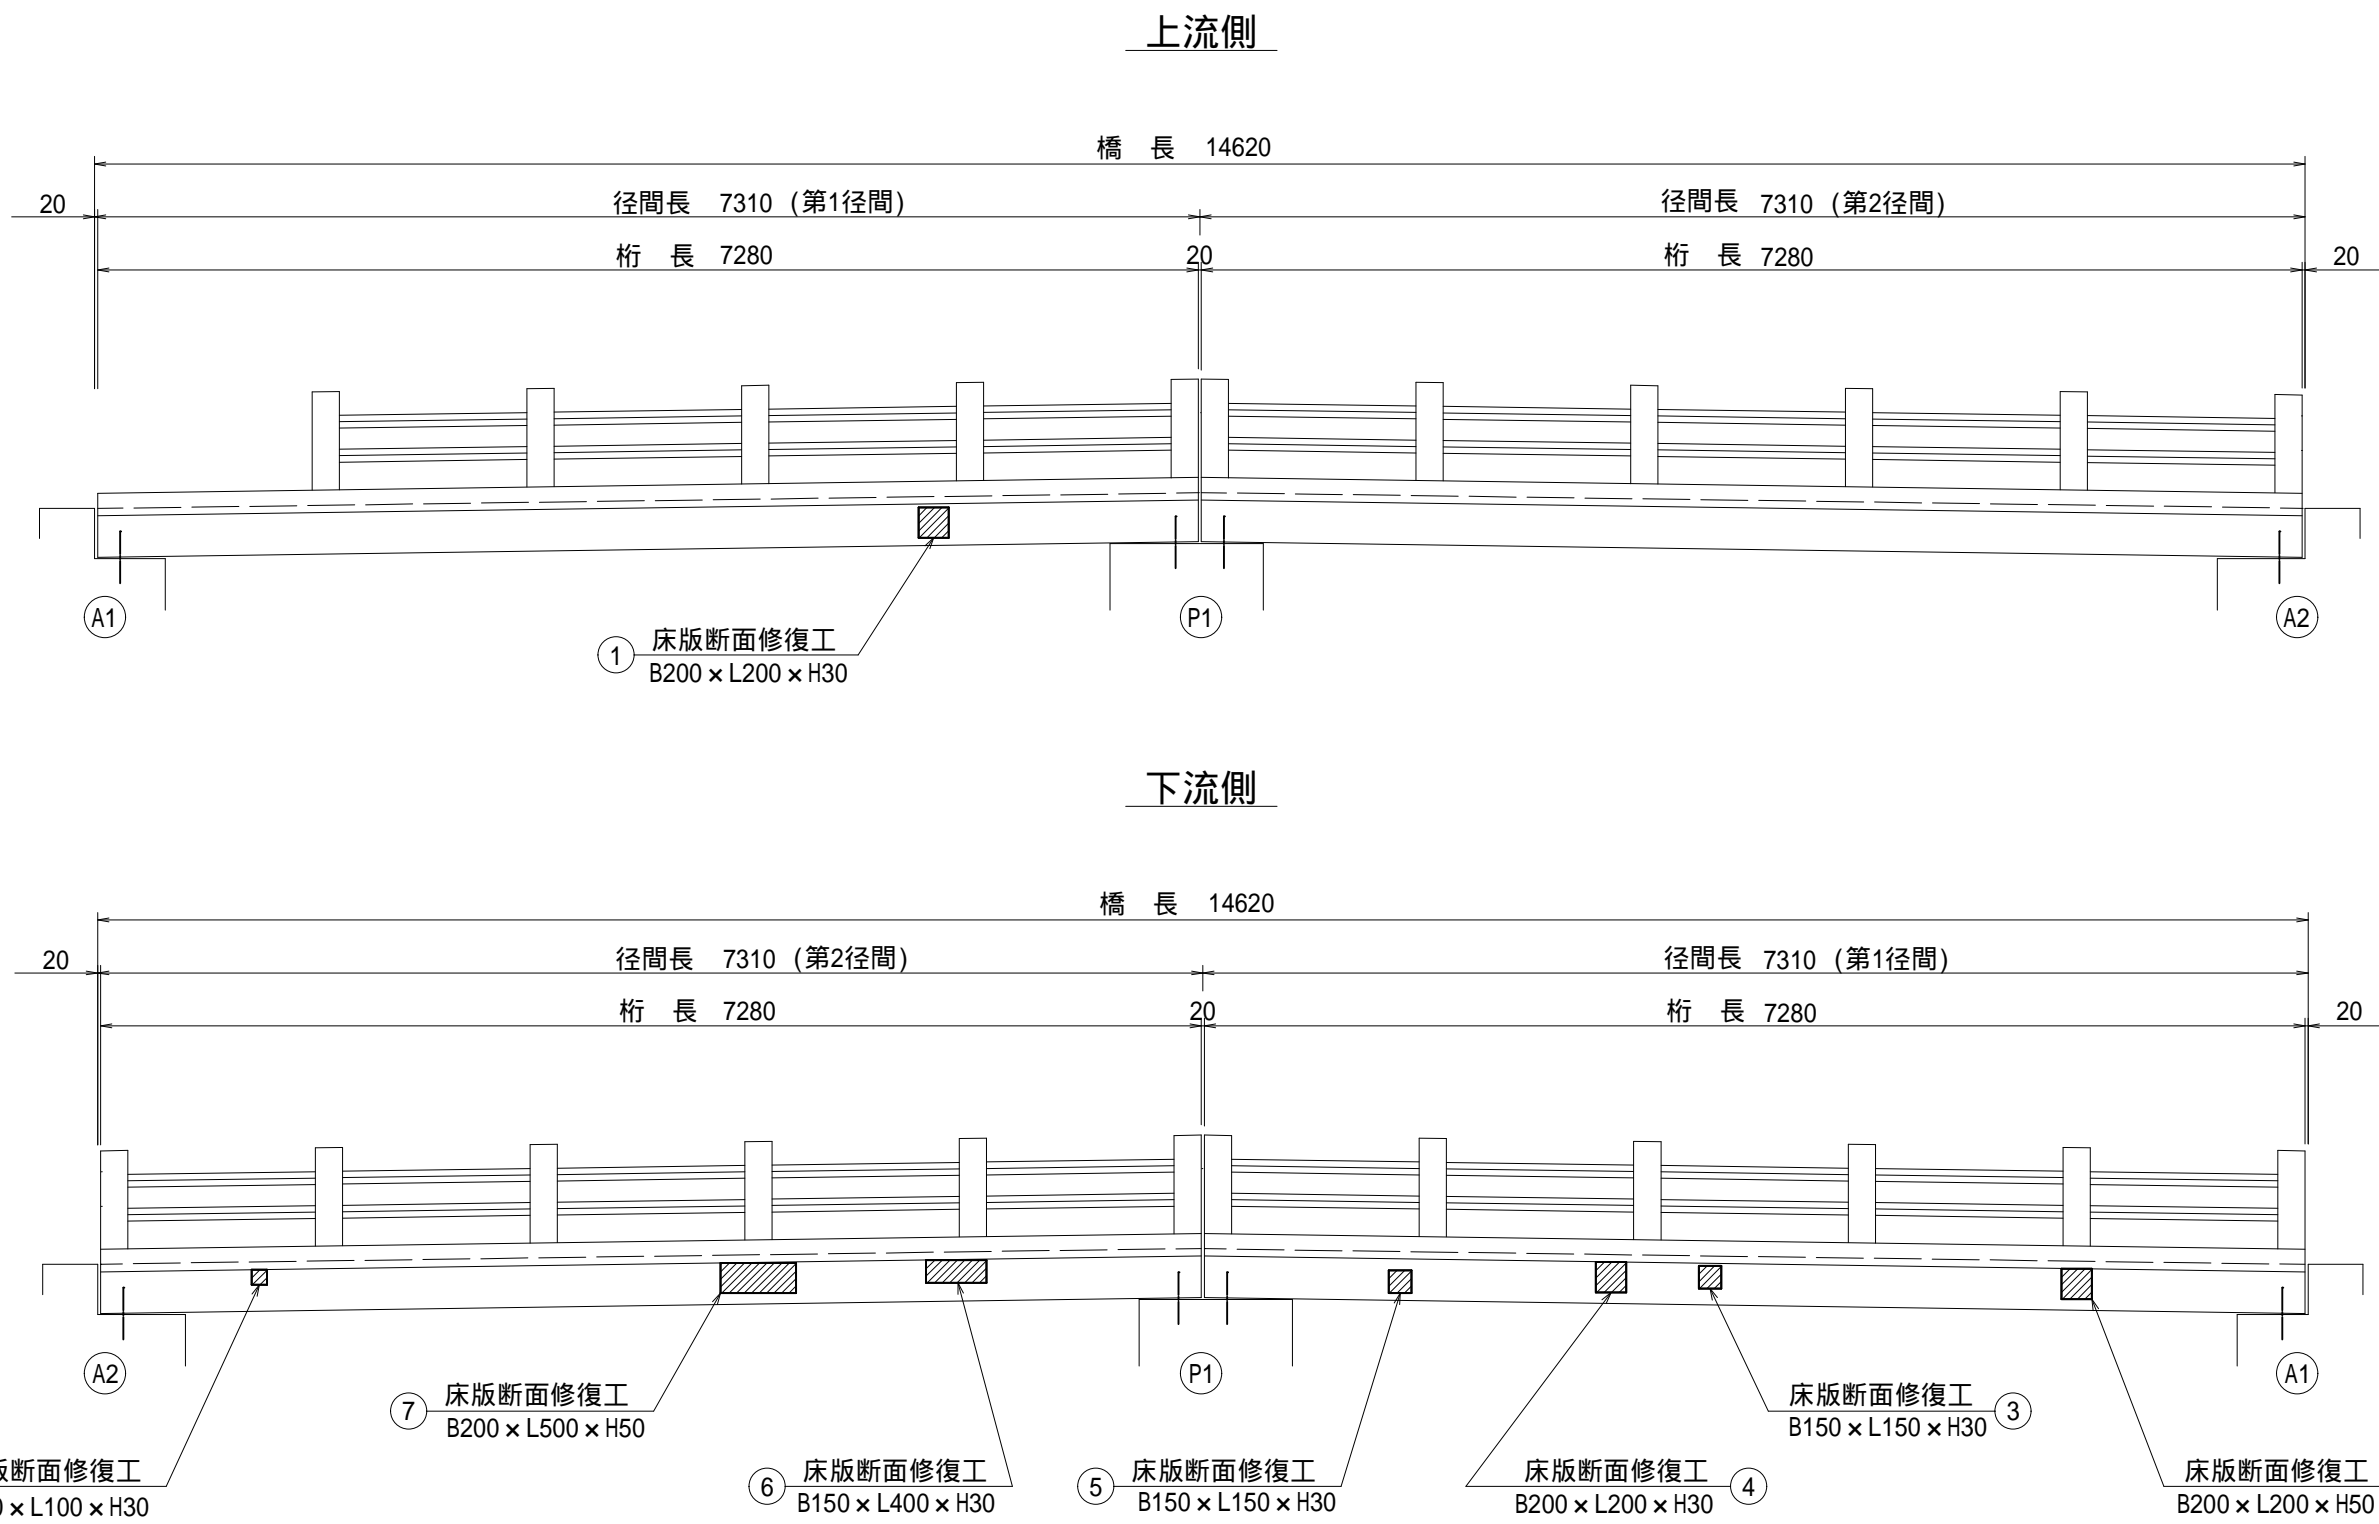 上流側
橋 長 14620
20
径間長 7310 (第1径間)
径間長 7310 (第2径間)
桁 長 7280
20
桁 長 7280
20
A1
P1
A2
1
床版断面修復工
B200×L200×H30
下流側
橋 長 14620
20
径間長 7310 (第2径間)
径間長 7310 (第1径間)
桁 長 7280
20
桁 長 7280
20
A2
P1
A1
7
床版断面修復工
B200×L500×H50
床版断面修復工
B150×L150×H30
3
断面修復工
×L100×H30
6
床版断面修復工
B150×L400×H30
5
床版断面修復工
B150×L150×H30
床版断面修復工
B200×L200×H30
4
床版断面修復工
B200×L200×H50